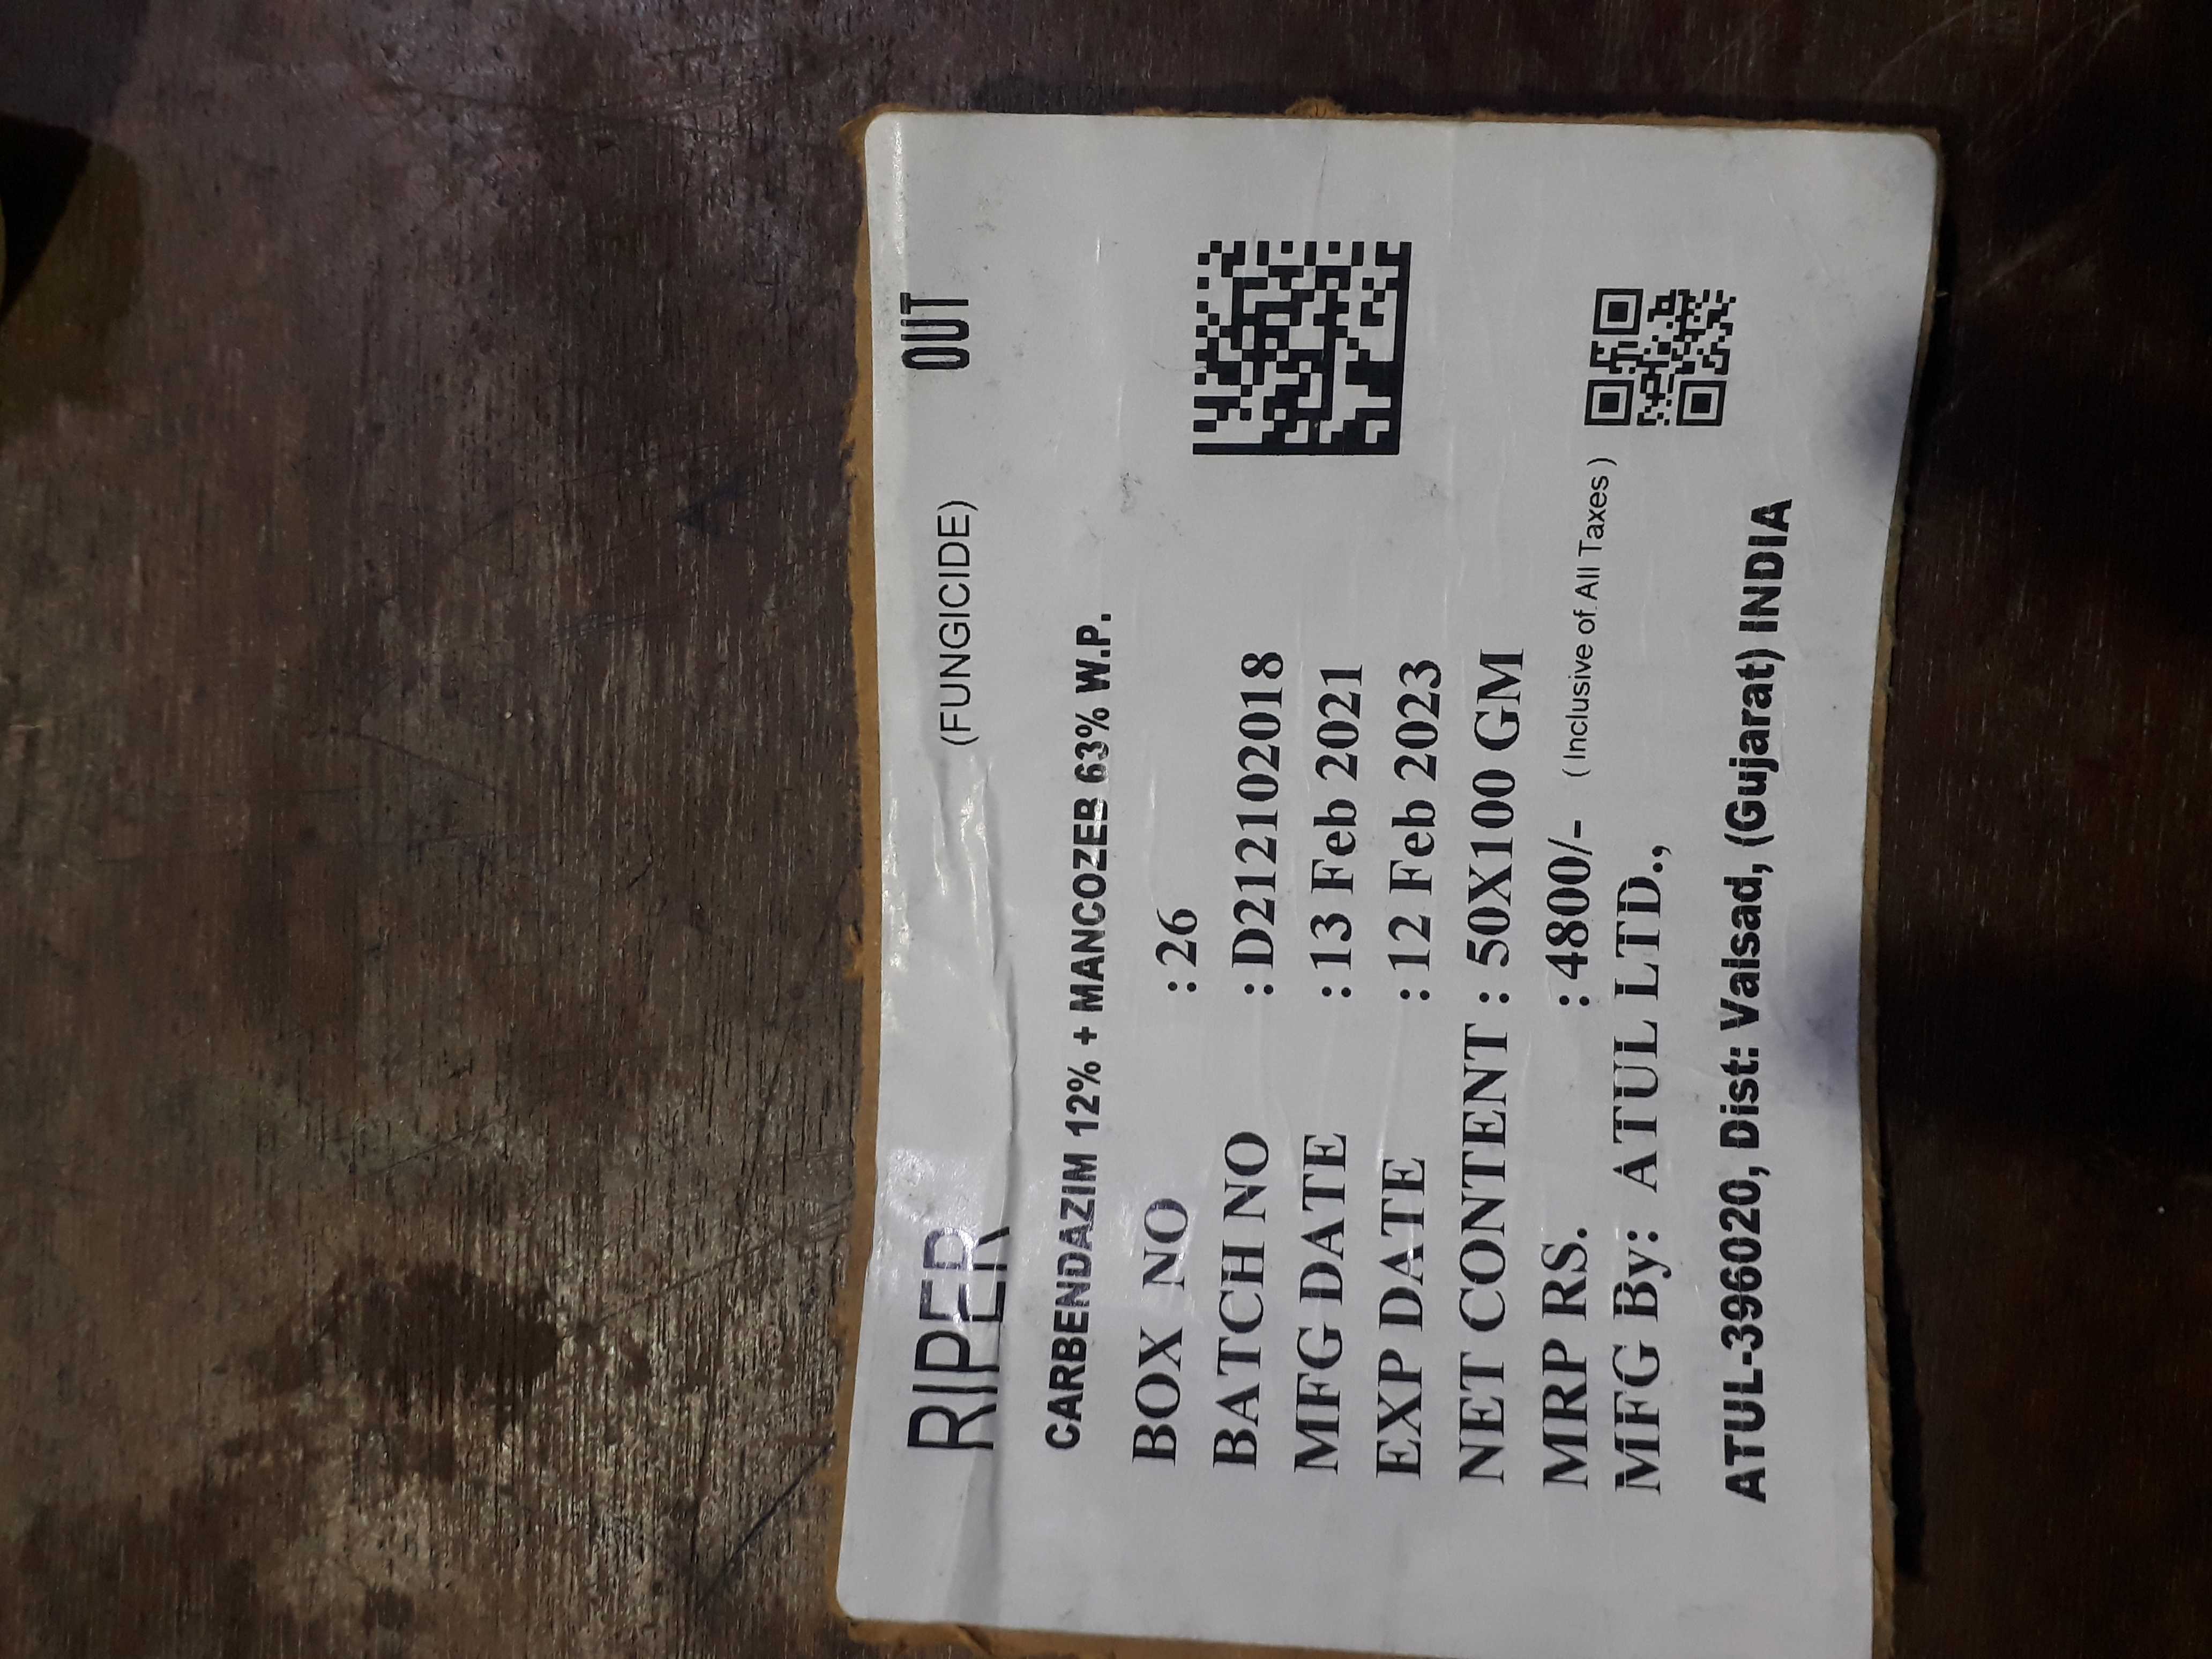 RIPER (FUNGICIDE) OUT
CARBENDAZIM 12% + MANCOZEB 63% W.P.
BOX NO : 26
BATCH NO : D212102018
MFG DATE : 13 Feb 2021
EXP DATE : 12 Feb 2023
NET CONTENT : 50X100 GM
MRP RS. : 4800/- ( Inclusive of All Taxes )
MFG By: ATUL LTD.,
ATUL-396020, Dist: Valsad, (Gujarat) INDIA